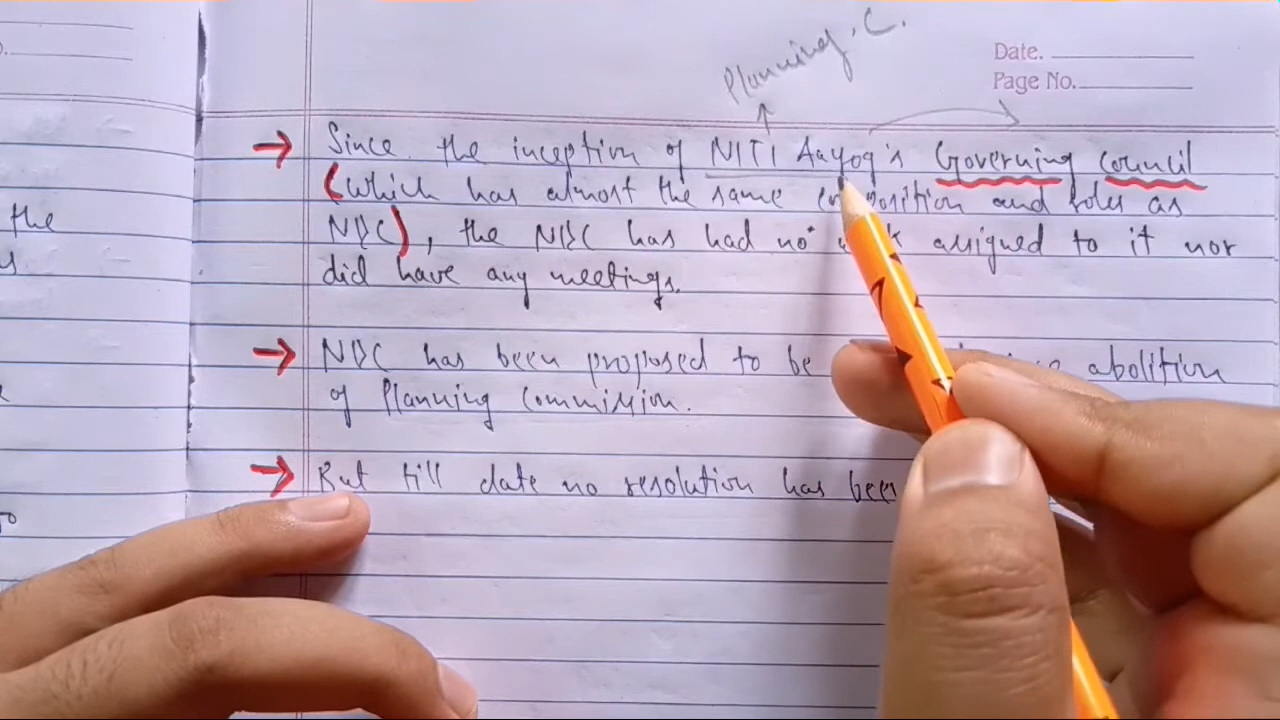 Planning. C.
Date.
Page No.
→ Since the inception of NITI Aayog's Governing Council
(which has almost the same composition and roles as
NDC), the NDC has had no assigned to it nor
did have any meetings.
→ NDC has been proposed to be abolition
of Planning Commission.
→ But till date no resolution has been
the